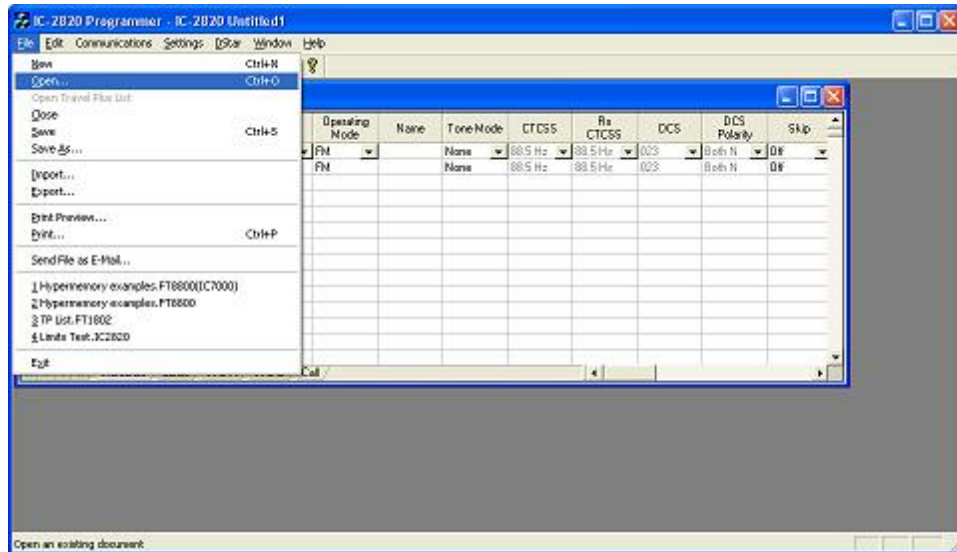 IC-2820 Programmer - IC-2820 Untitled1
File Edit Communications Settings DStar Window Help
New Ctrl+N
Open... Ctrl+O
Open Travel Plus List
Close
Save Ctrl+S
Save As...
Import...
Export...
Print Preview...
Print... Ctrl+P
Send File as E-Mail...
1 Hypermemory examples.FT8800(IC7000)
2 Hypermemory examples.FT8800
3 TP List.FT1802
4 Limits Test.IC2820
Exit
Operating Mode Name Tone Mode CTCSS Rx CTCSS DCS DCS Polarity Skip
FM None 88.5 Hz 88.5 Hz 023 Both N Off
FM None 88.5 Hz 88.5 Hz 023 Both N Off
Call
Open an existing document